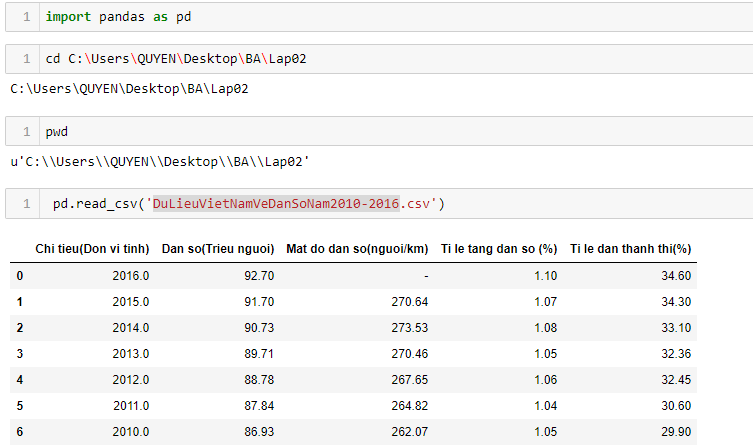 1 import pandas as pd
1 cd C:\Users\QUYEN\Desktop\BA\Lap02
C:\Users\QUYEN\Desktop\BA\Lap02
1 pwd
u'C:\\Users\\QUYEN\\Desktop\\BA\\Lap02'
1 pd.read_csv('DuLieuVietNamVeDanSoNam2010-2016.csv')
Chi tieu(Don vi tinh) Dan so(Trieu nguoi) Mat do dan so(nguoi/km) Ti le tang dan so (%) Ti le dan thanh thi(%)
0 2016.0 92.70 - 1.10 34.60
1 2015.0 91.70 270.64 1.07 34.30
2 2014.0 90.73 273.53 1.08 33.10
3 2013.0 89.71 270.46 1.05 32.36
4 2012.0 88.78 267.65 1.06 32.45
5 2011.0 87.84 264.82 1.04 30.60
6 2010.0 86.93 262.07 1.05 29.90